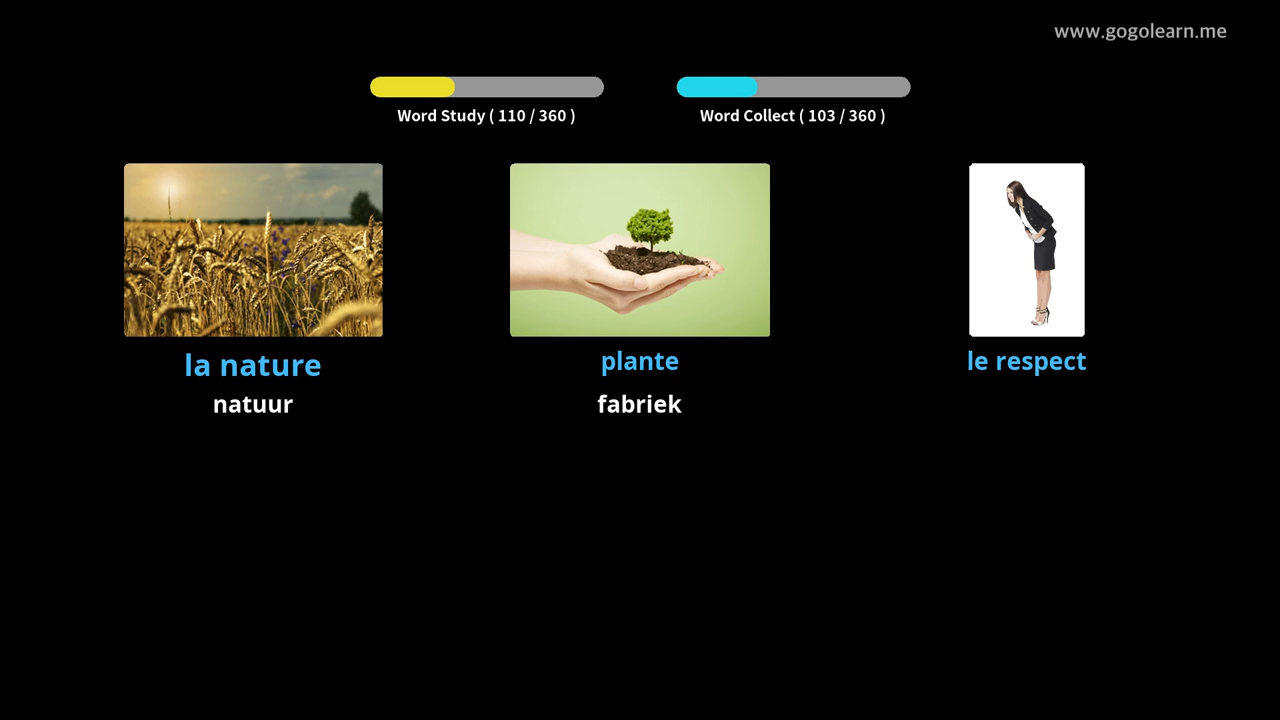 www.gogolearn.me
Word Study ( 110 / 360 )
Word Collect ( 103 / 360 )
la nature
plante
le respect
natuur
fabriek